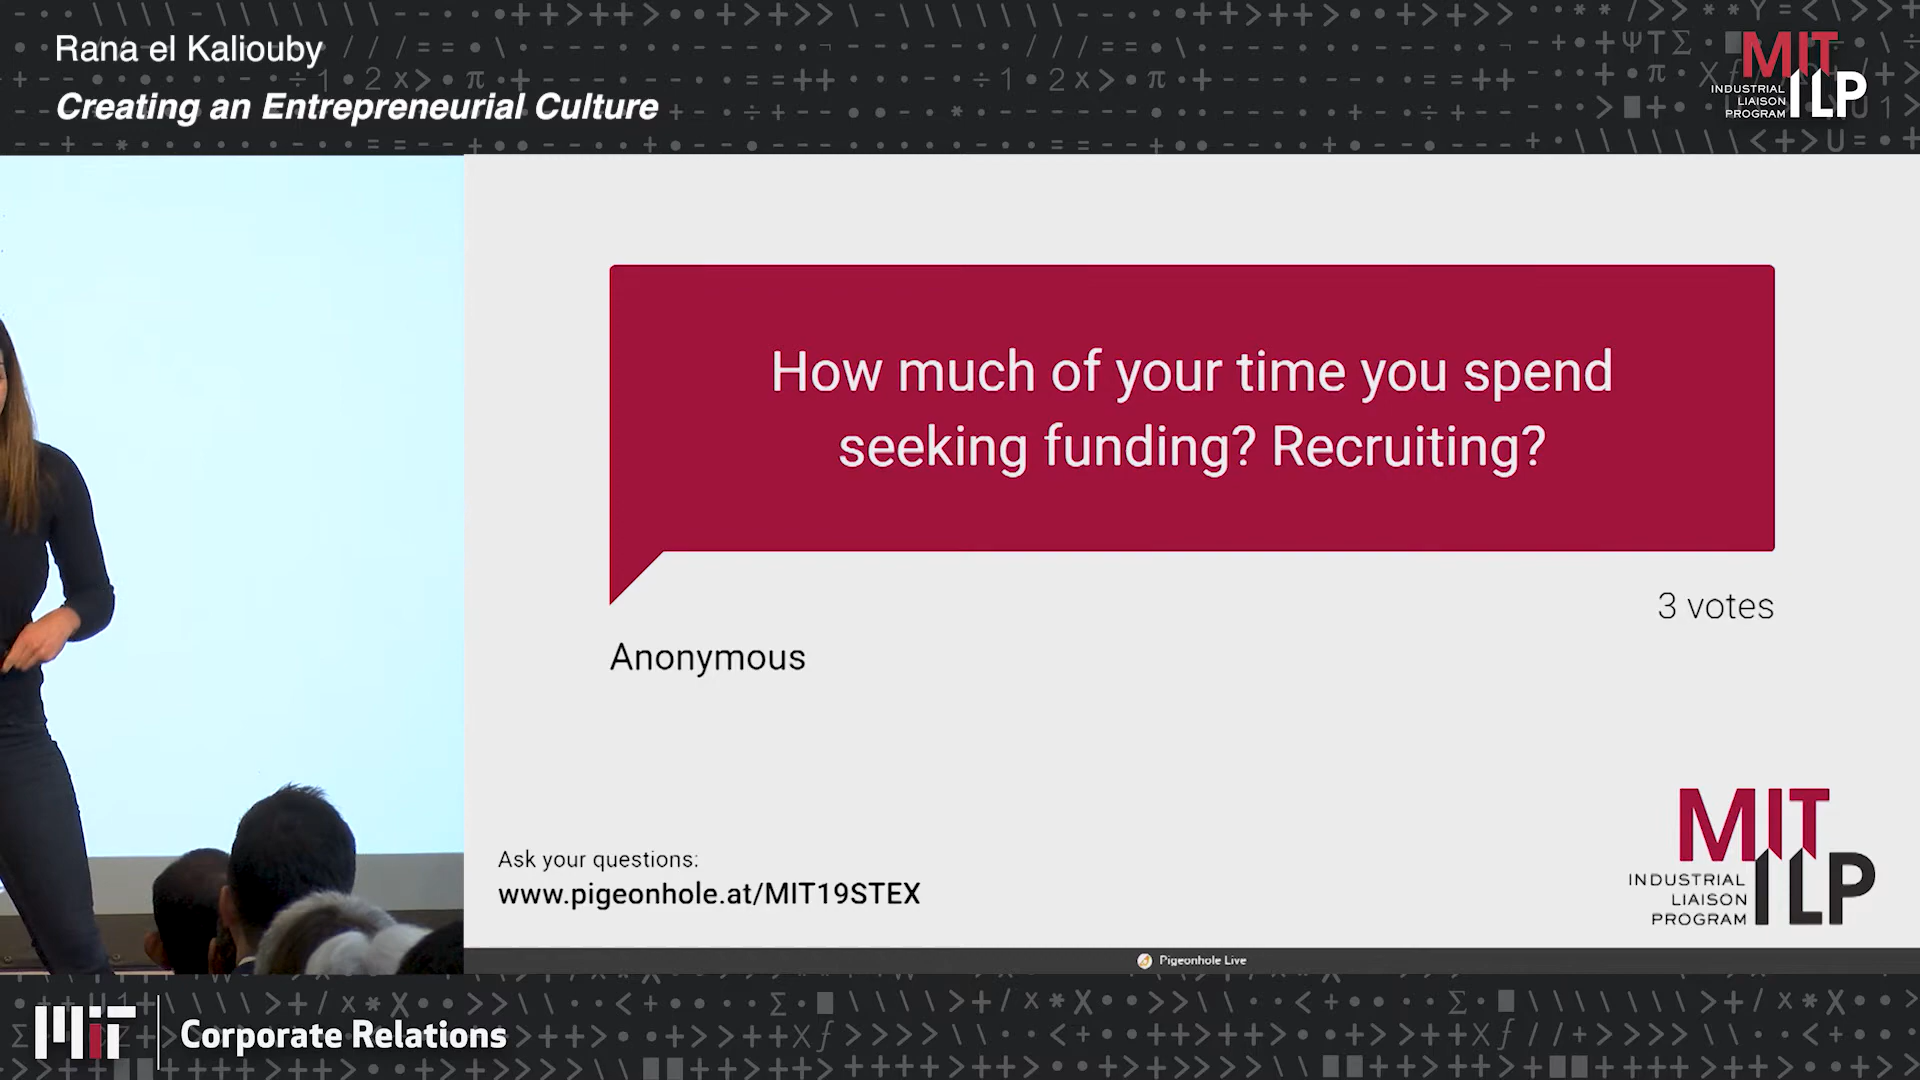 Rana el Kaliouby
Creating an Entrepreneurial Culture
MIT
ILP
INDUSTRIAL
LIAISON
PROGRAM
How much of your time you spend
seeking funding? Recruiting?
3 votes
Anonymous
Ask your questions:
www.pigeonhole.at/MIT19STEX
MIT
ILP
INDUSTRIAL
LIAISON
PROGRAM
Pigeonhole Live
MIT
Corporate Relations